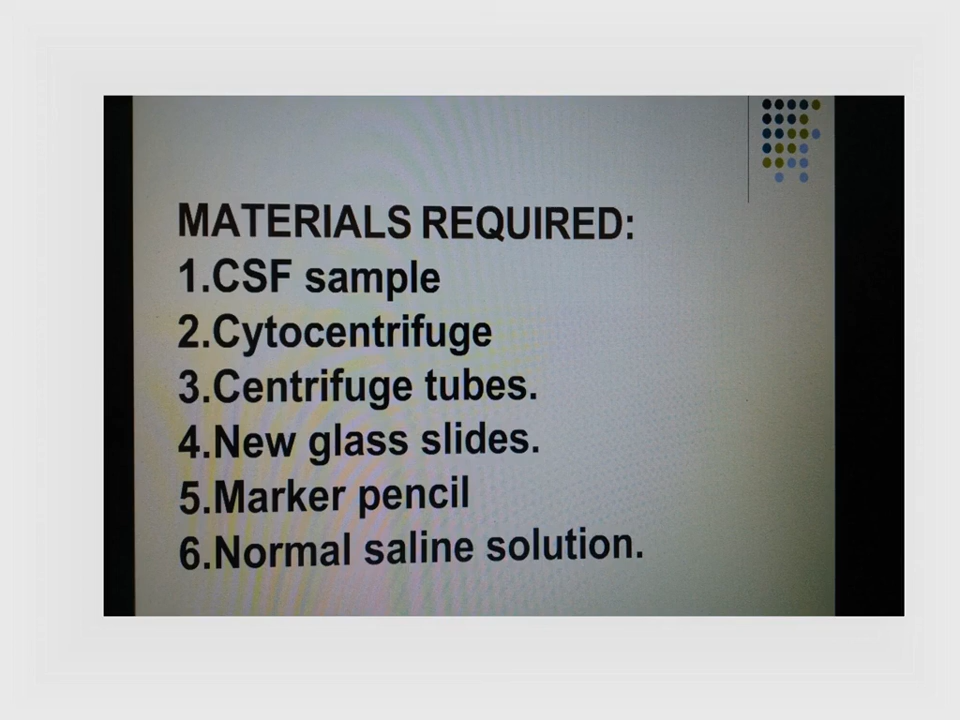 MATERIALS REQUIRED:
1.CSF sample
2.Cytocentrifuge
3.Centrifuge tubes.
4.New glass slides.
5.Marker pencil
6.Normal saline solution.